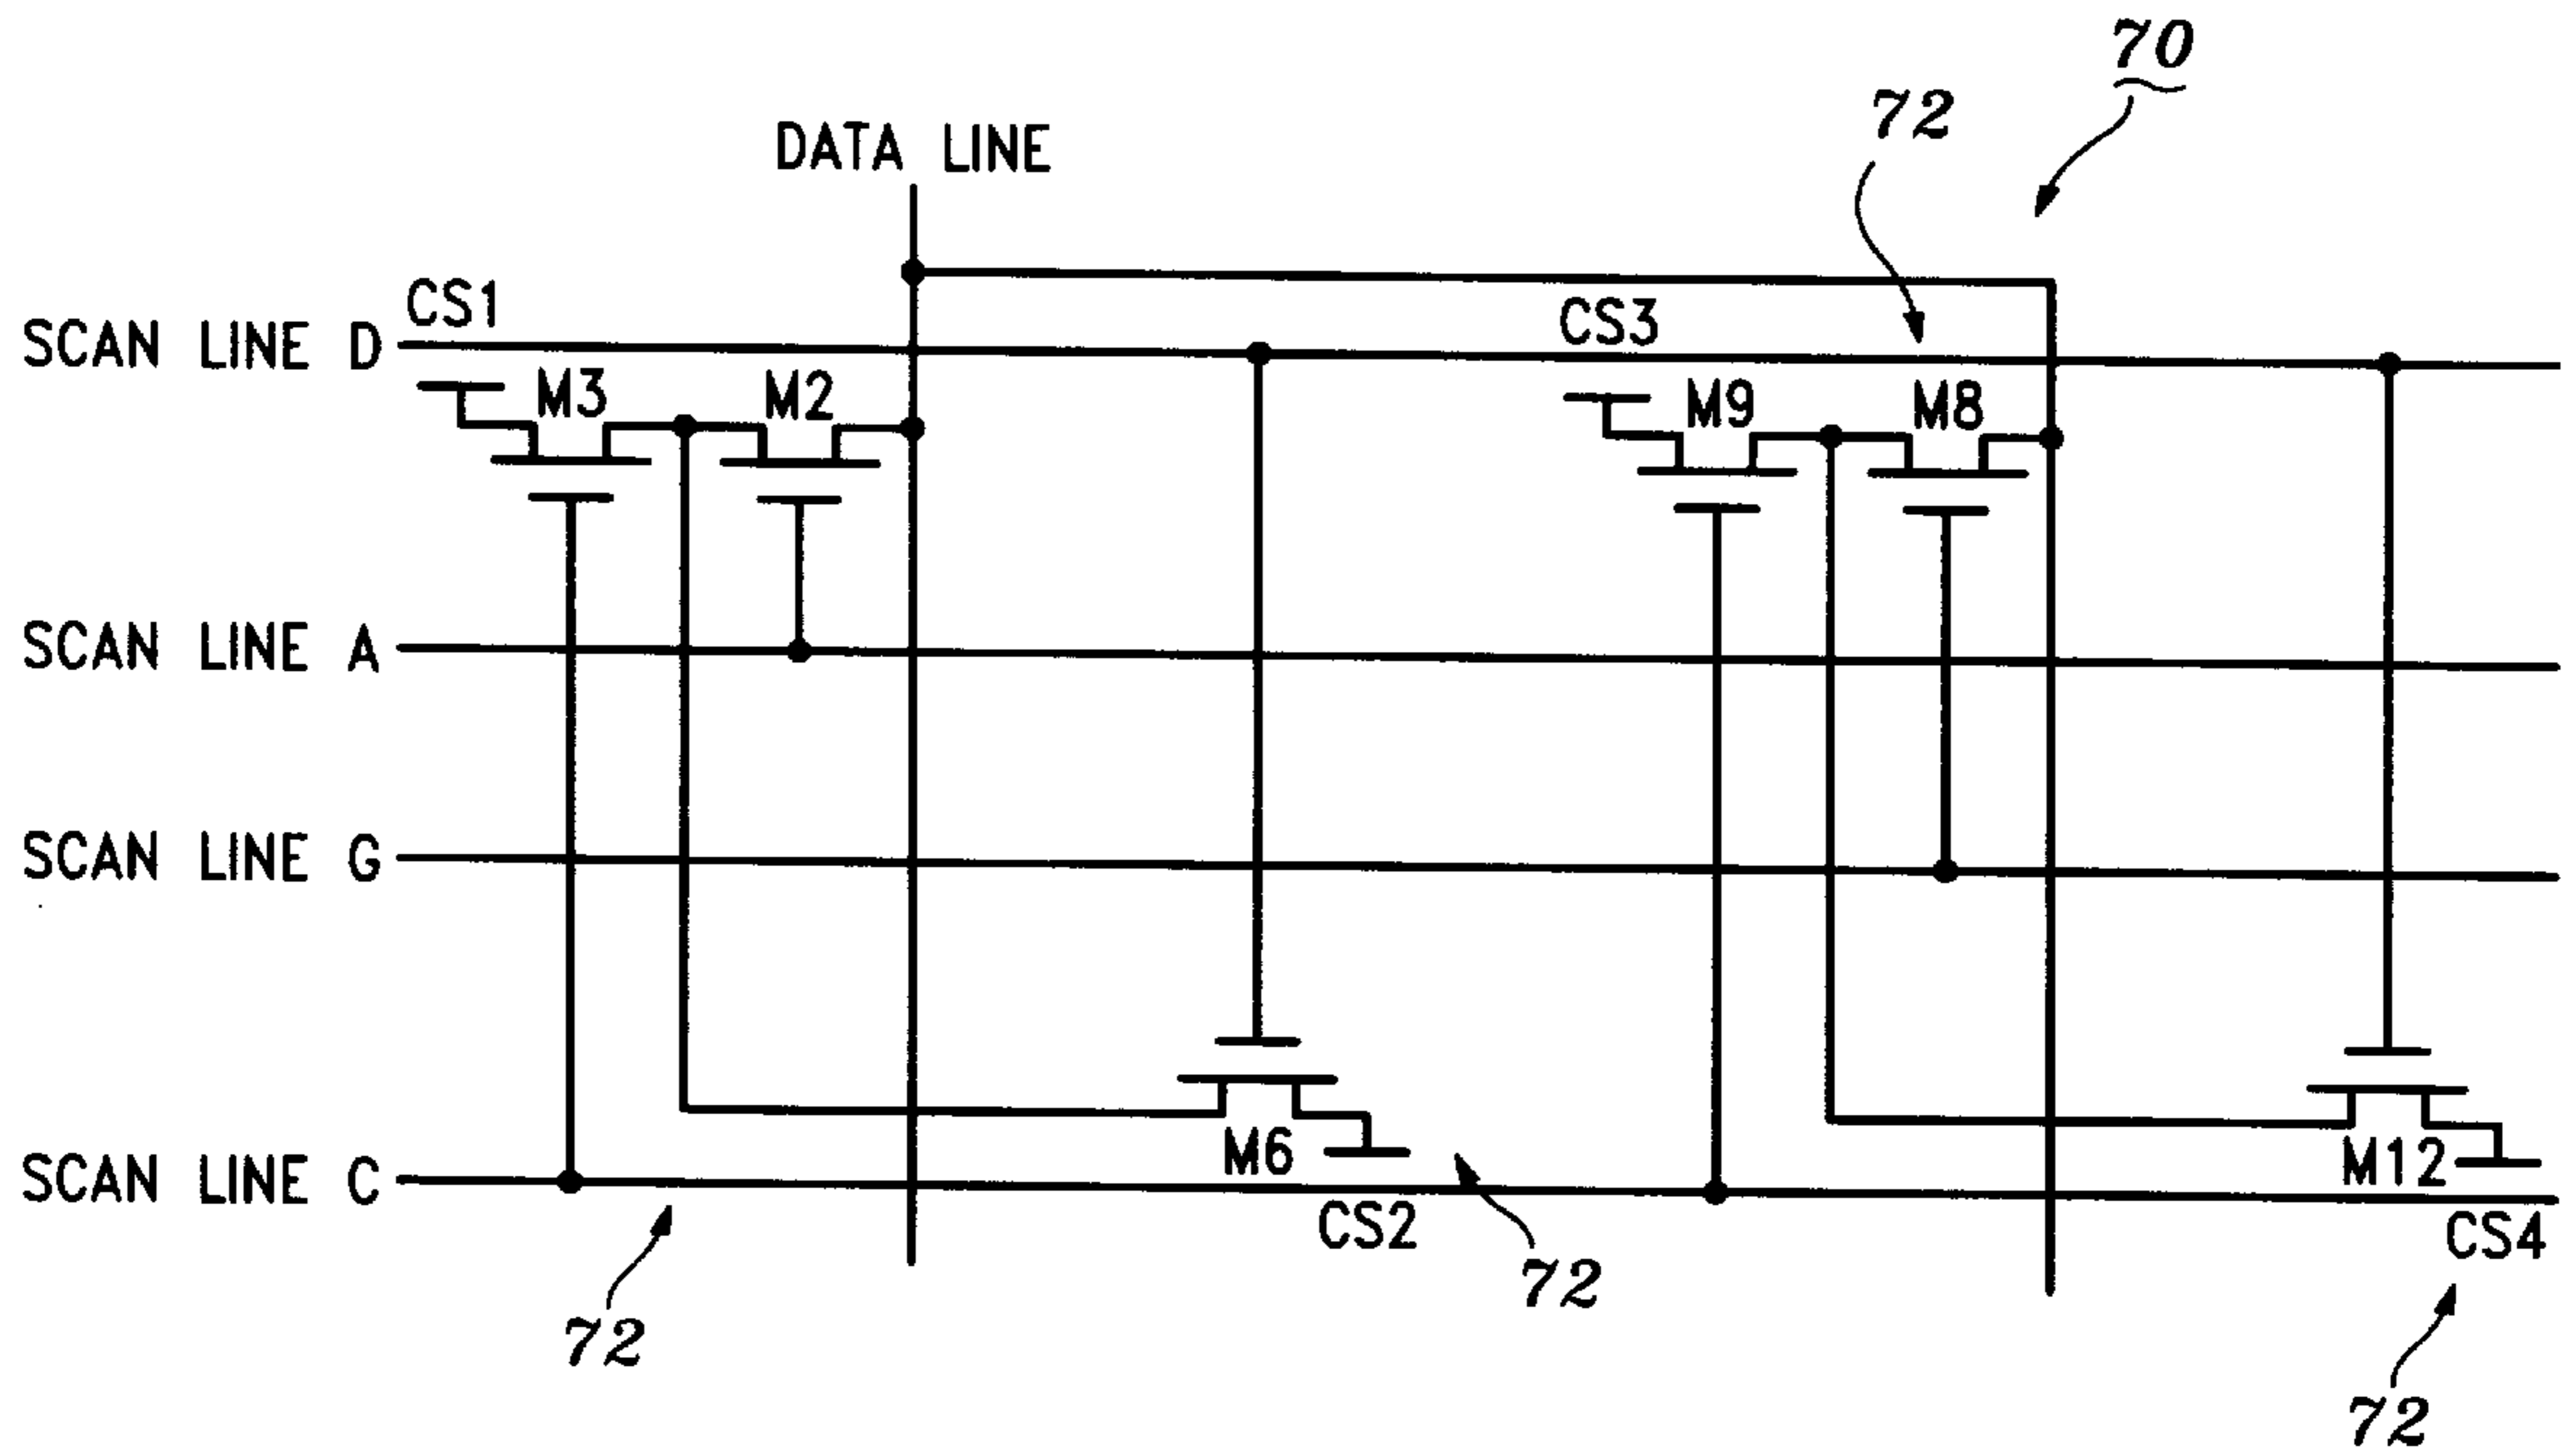 70
72
DATA LINE
CS1
CS3
SCAN LINE D
M3
M2
M9
M8
SCAN LINE A
SCAN LINE G
M6
M12
SCAN LINE C
CS2
CS4
72
72
72